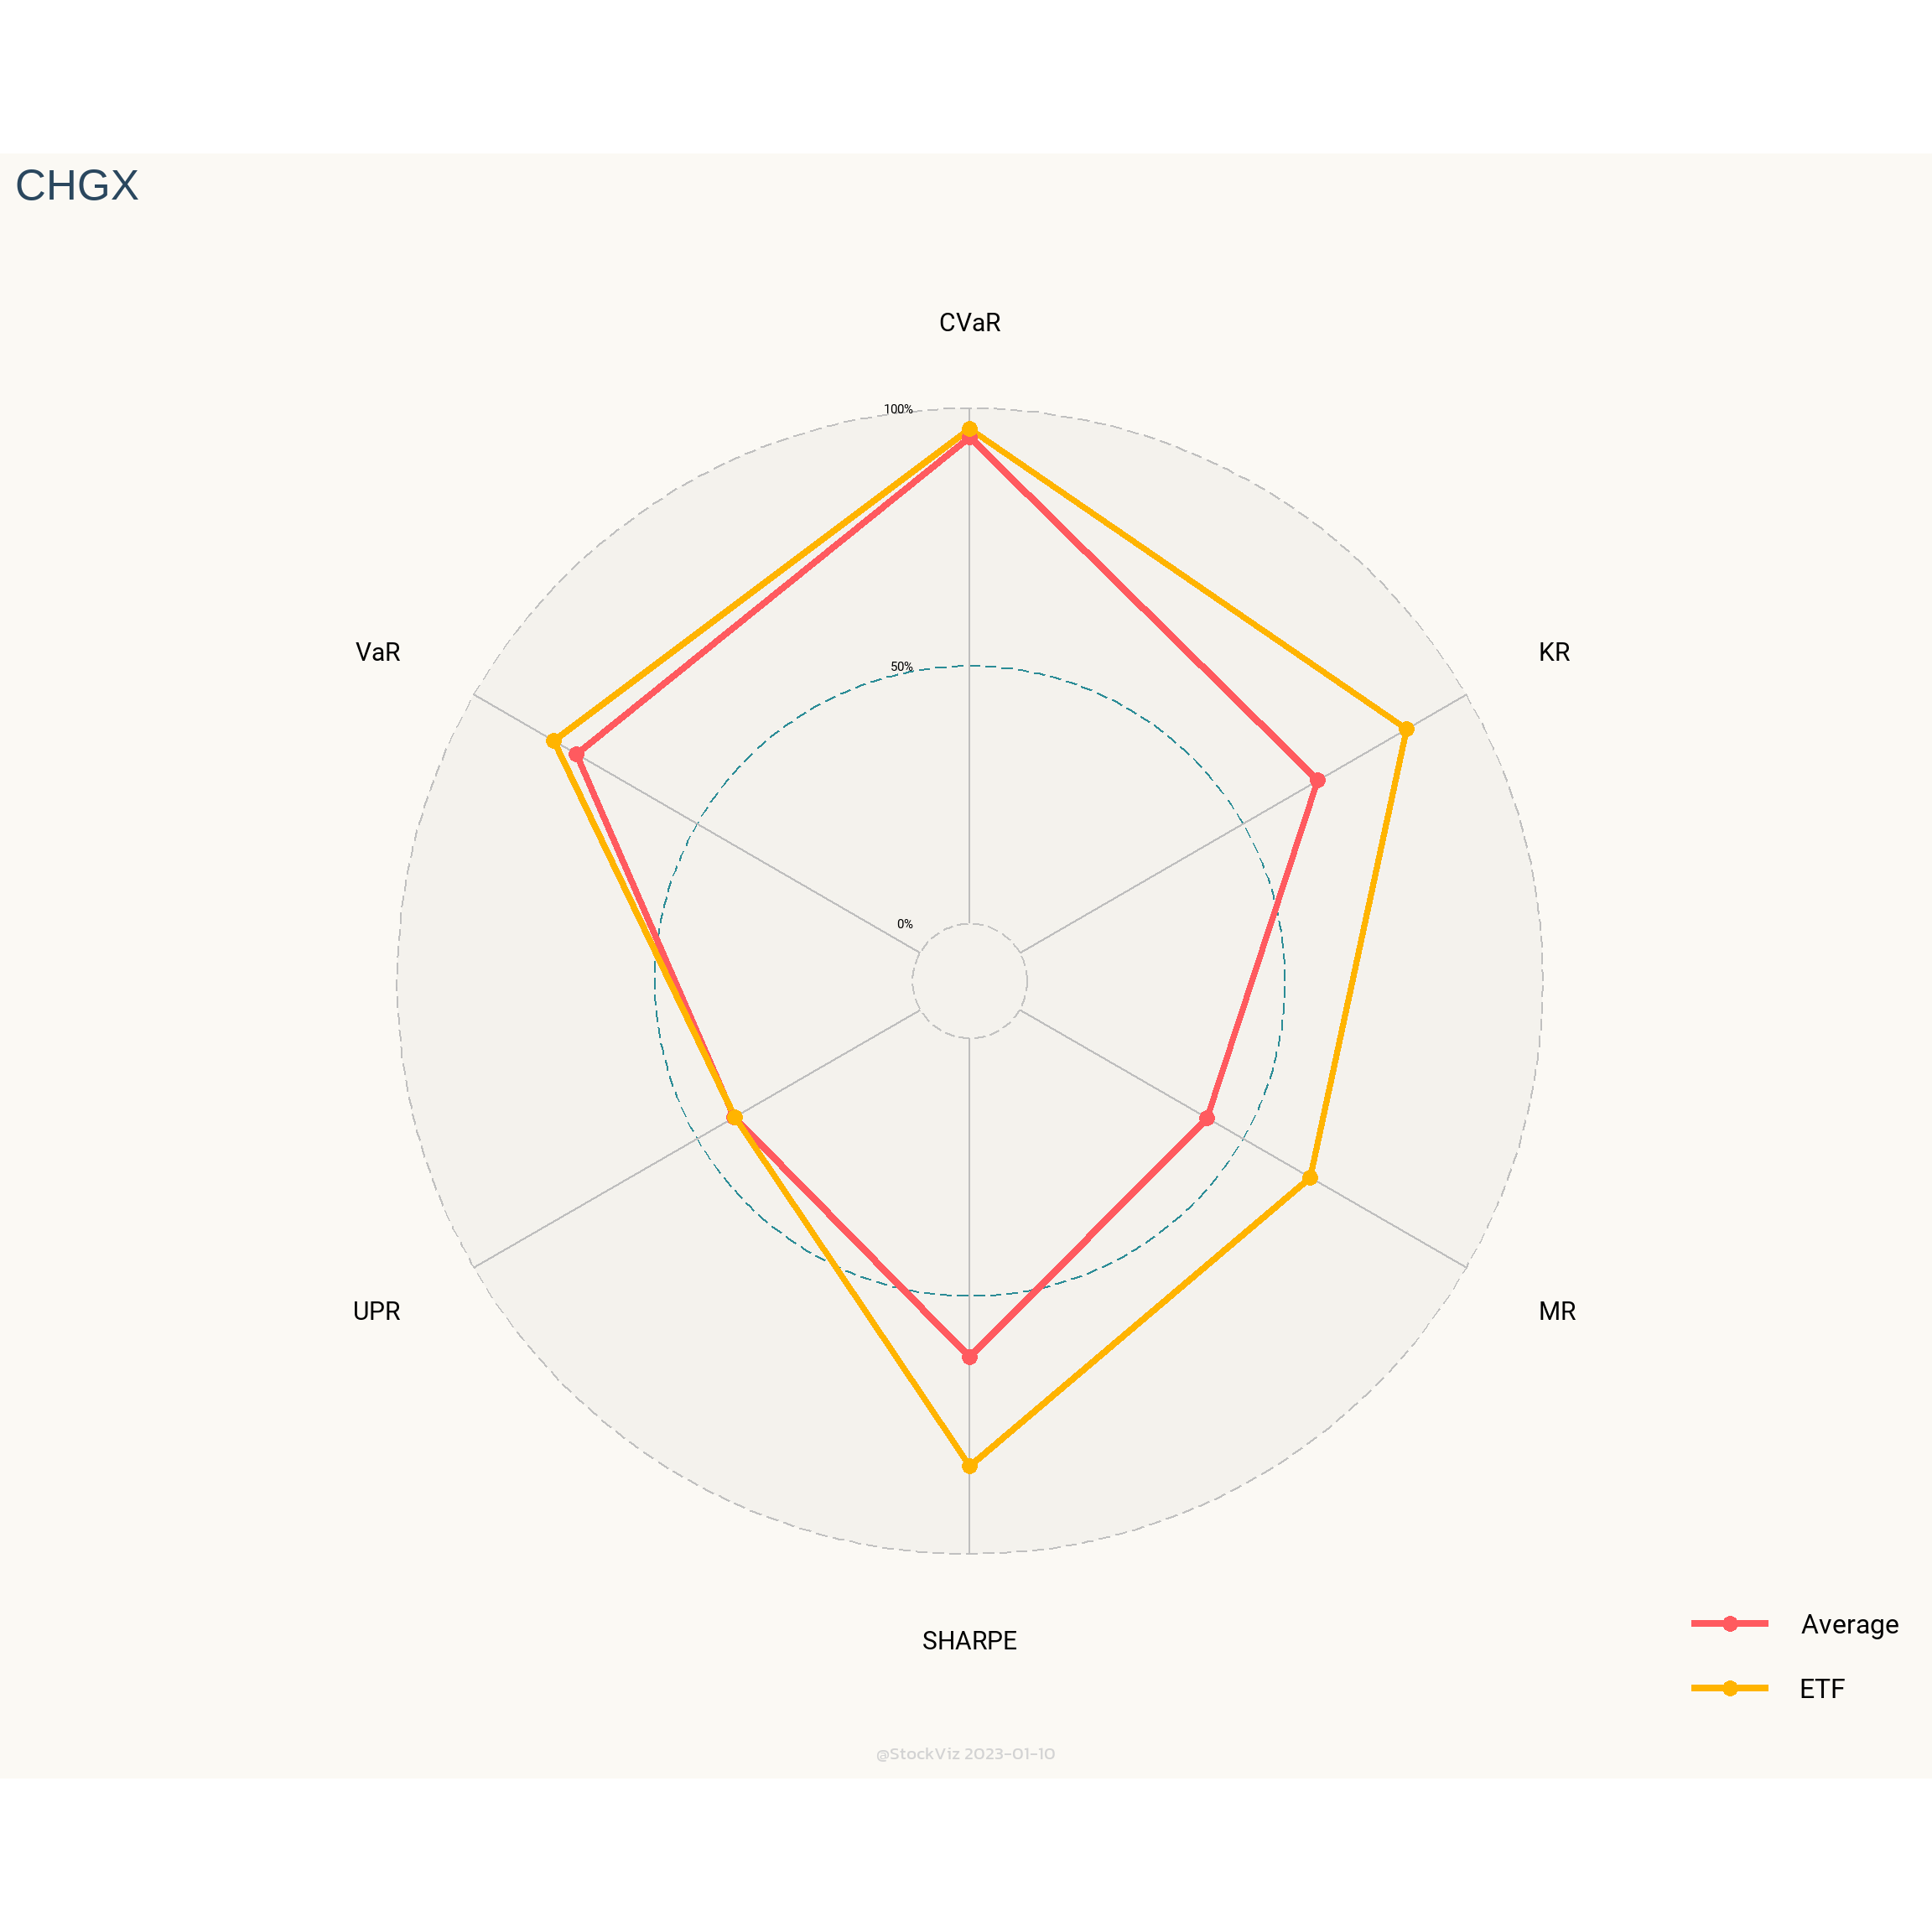 CHGX
CVaR
100%
VaR
KR
50%
0%
UPR
MR
SHARPE
Average
ETF
@StockViz 2023-01-10